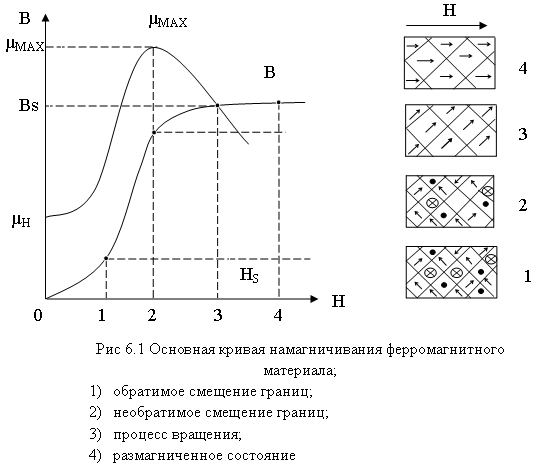 B
μMAX
μMAX
B
Bs
μH
HS
H
0 1 2 3 4
H
4
3
2
1
Рис 6.1 Основная кривая намагничивания ферромагнитного
материала;
1) обратимое смещение границ;
2) необратимое смещение границ;
3) процесс вращения;
4) размагниченное состояние